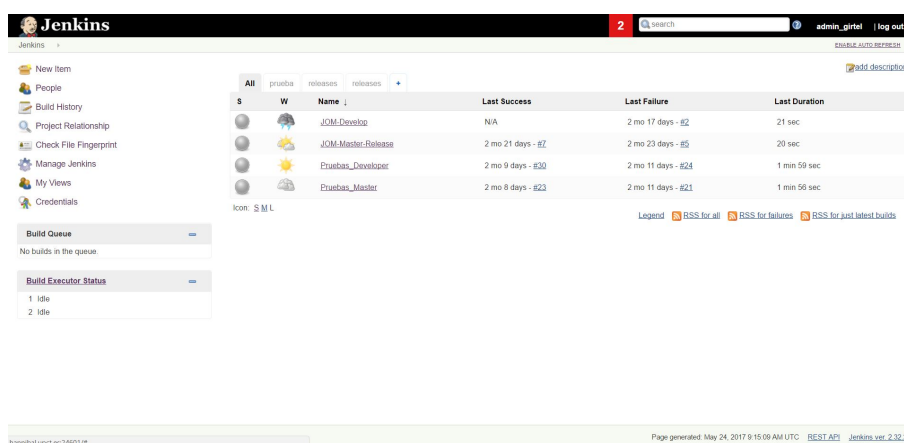 Jenkins
2
search
admin_girtel | log out
Jenkins
ENABLE AUTO REFRESH
New Item
People
Build History
Project Relationship
Check File Fingerprint
Manage Jenkins
My Views
Credentials
Build Queue
No builds in the queue.
Build Executor Status
1 Idle
2 Idle
add description
All prueba releases releases +
S W Name ↓ Last Success Last Failure Last Duration
JOM-Develop N/A 2 mo 17 days - #2 21 sec
JOM-Master-Release 2 mo 21 days - #7 2 mo 23 days - #5 20 sec
Pruebas_Developer 2 mo 9 days - #30 2 mo 11 days - #24 1 min 59 sec
Pruebas_Master 2 mo 8 days - #23 2 mo 11 days - #21 1 min 56 sec
Icon: S M L
Legend RSS for all RSS for failures RSS for just latest builds
Page generated: May 24, 2017 9:15:09 AM UTC REST API Jenkins ver. 2.32